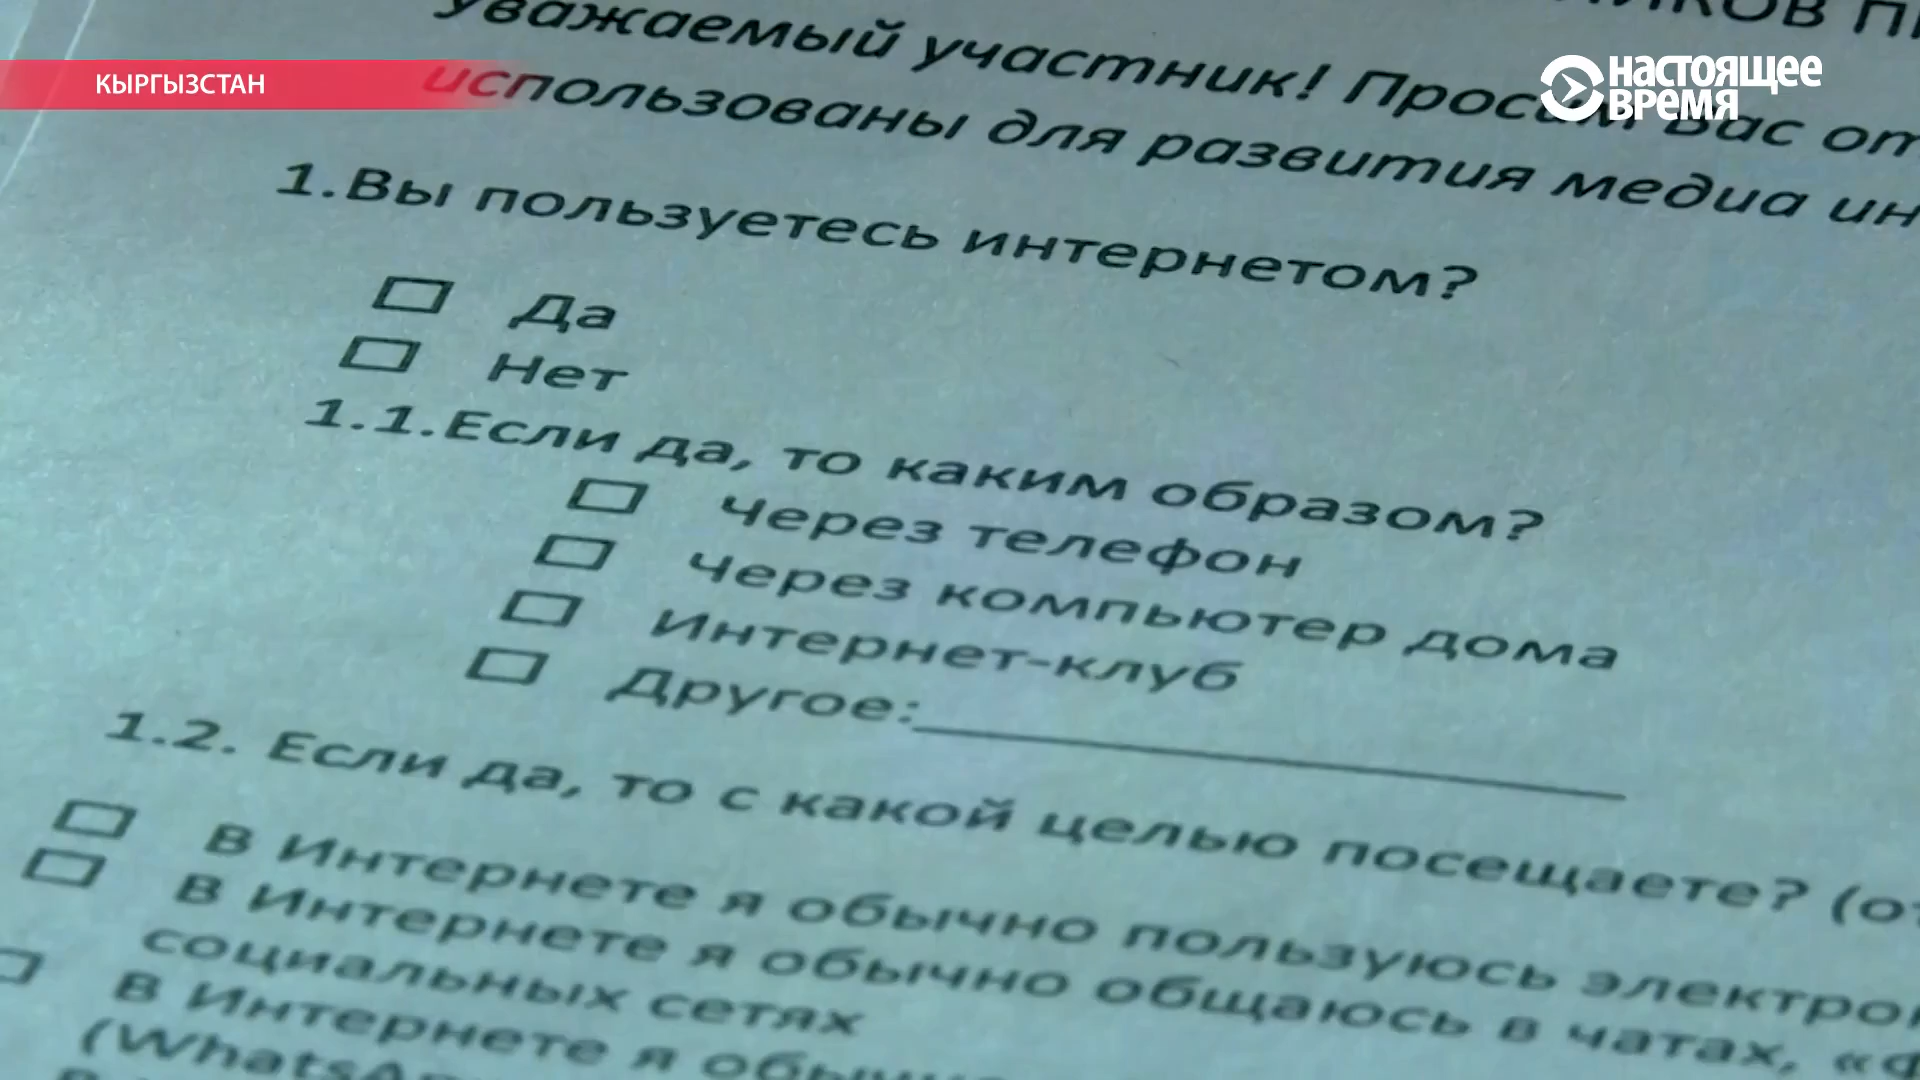 КЫРГЫЗСТАН
НАСТОЯЩЕЕ
ВРЕМЯ
Уважаемый участник! Просим Вас
использованы для развития медиа
1.Вы пользуетесь интернетом?
Да
Нет
1.1.Если да, то каким образом?
Через телефон
Через компьютер дома
Интернет-клуб
Другое:
1.2. Если да, то с какой целью посещаете?
В Интернете я обычно пользуюсь
В Интернете я обычно общаюсь в чатах,
социальных сетях
В Интернете я